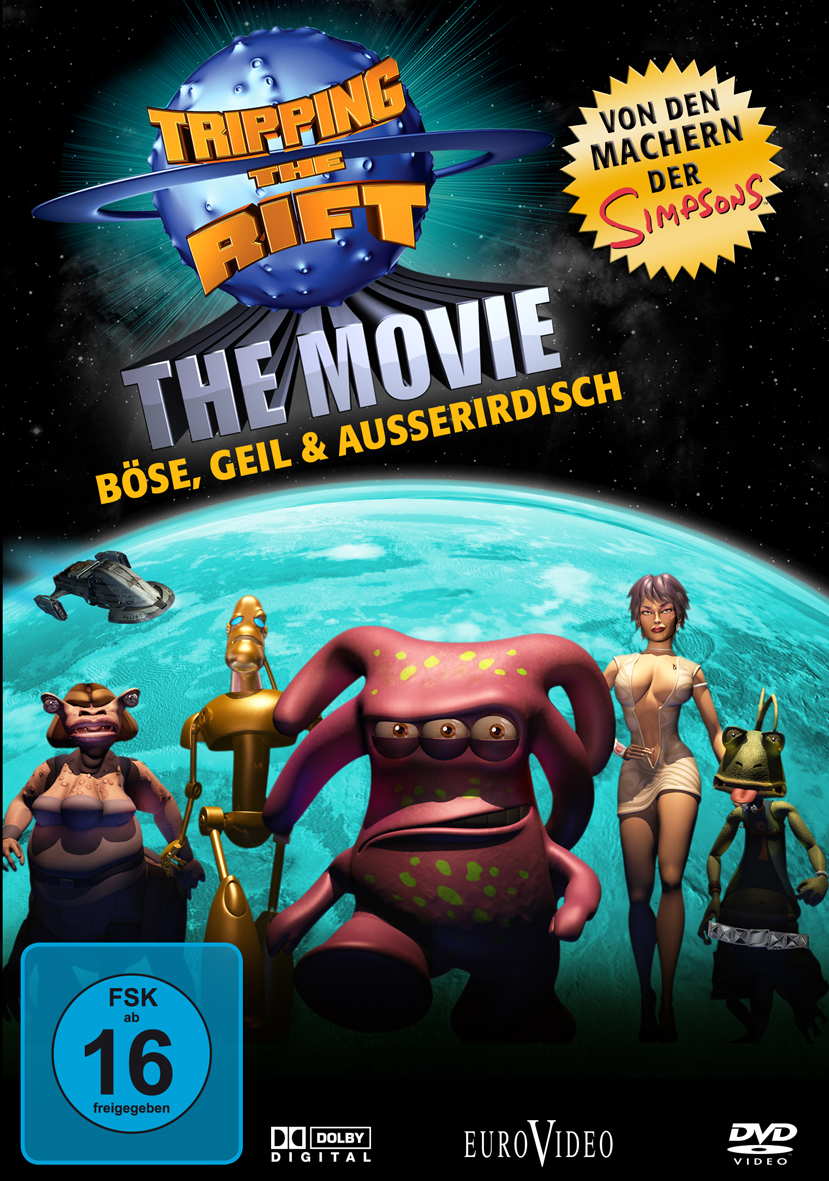 TRIPPING
THE
RIFT
THE MOVIE
BÖSE, GEIL & AUSSERIRDISCH
VON DEN
MACHERN
DER
SIMPSONS
FSK
ab
16
freigegeben
DOLBY
DIGITAL
EUROVIDEO
DVD
VIDEO